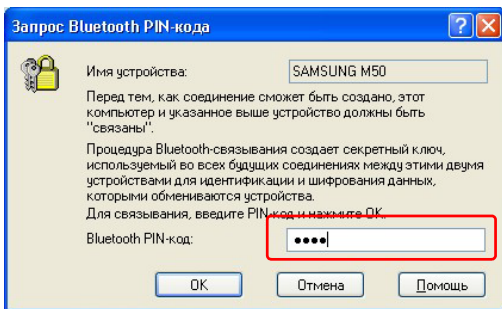 Запрос Bluetooth PIN-кода
Имя устройства: SAMSUNG M50
Перед тем, как соединение сможет быть создано, этот
компьютер и указанное выше устройство должны быть
"связаны".
Процедура Bluetooth-связывания создает секретный ключ,
используемый во всех будущих соединениях между этими двумя
устройствами для идентификации и шифрования данных,
которыми обмениваются устройства.
Для связывания, введите PIN-код и нажмите OK.
Bluetooth PIN-код: ••••
OK Отмена Помощь